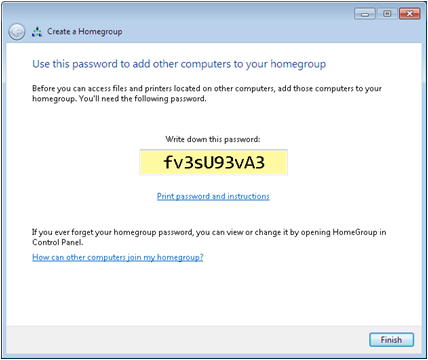 Create a Homegroup
Use this password to add other computers to your homegroup
Before you can access files and printers located on other computers, add those computers to your
homegroup. You'll need the following password.
Write down this password:
fv3sU93vA3
Print password and instructions
If you ever forget your homegroup password, you can view or change it by opening HomeGroup in
Control Panel.
How can other computers join my homegroup?
Finish